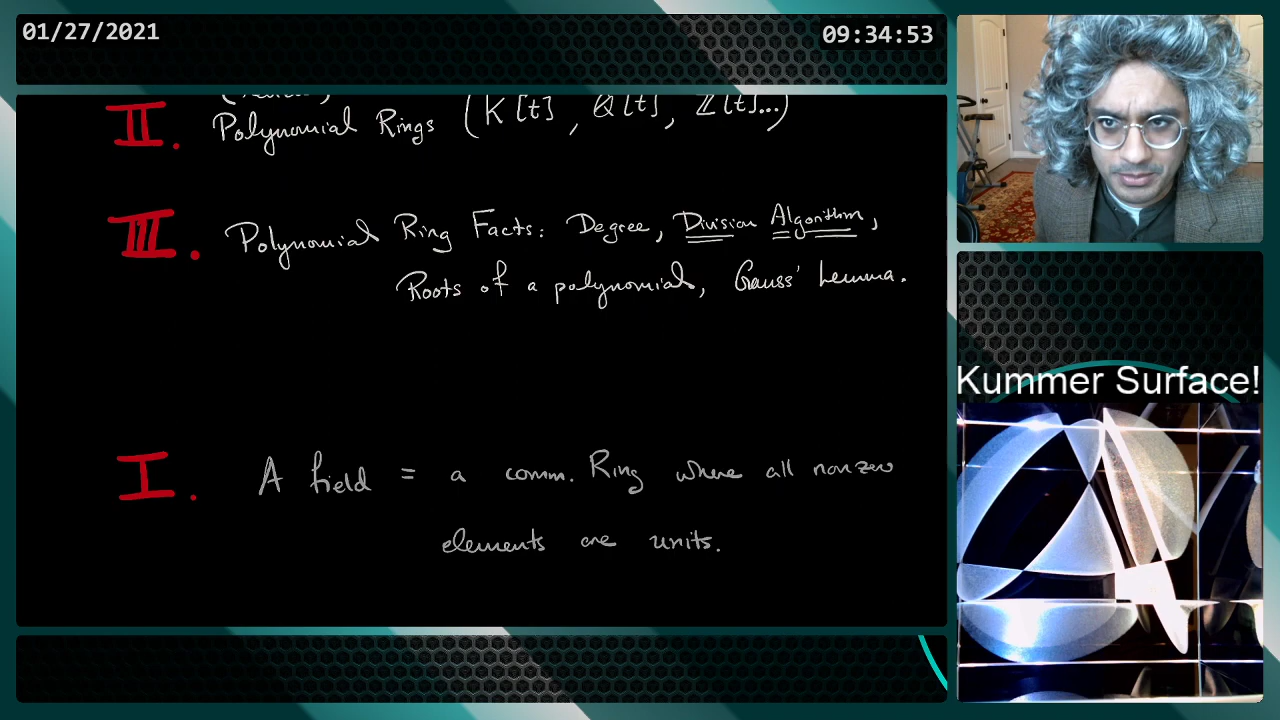 01/27/2021
09:34:53
II. Polynomial Rings (K[t], Q[t], Z[t]...)
III. Polynomial Ring Facts: Degree, Division Algorithm,
Roots of a polynomial, Gauss' Lemma.
I. A field = a comm. Ring where all nonzero
elements are units.
Kummer Surface!